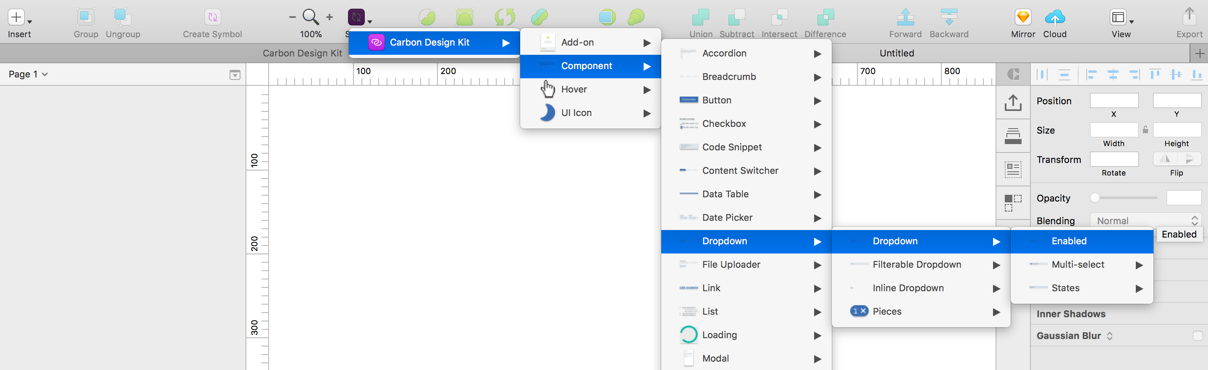 Insert
Group
Ungroup
Create Symbol
100%
Union
Subtract
Intersect
Difference
Forward
Backward
Mirror
Cloud
View
Export
Carbon Design Kit
Untitled
Page 1
100
200
700
800
Carbon Design Kit
Add-on
Component
Hover
UI Icon
Accordion
Breadcrumb
Button
Checkbox
Code Snippet
Content Switcher
Data Table
Date Picker
Dropdown
File Uploader
Link
List
Loading
Modal
Dropdown
Filterable Dropdown
Inline Dropdown
Pieces
Enabled
Multi-select
States
Enabled
100
200
300
Position
X
Y
Size
Width
Height
Transform
Rotate
Flip
Opacity
Blending
Normal
Inner Shadows
Gaussian Blur